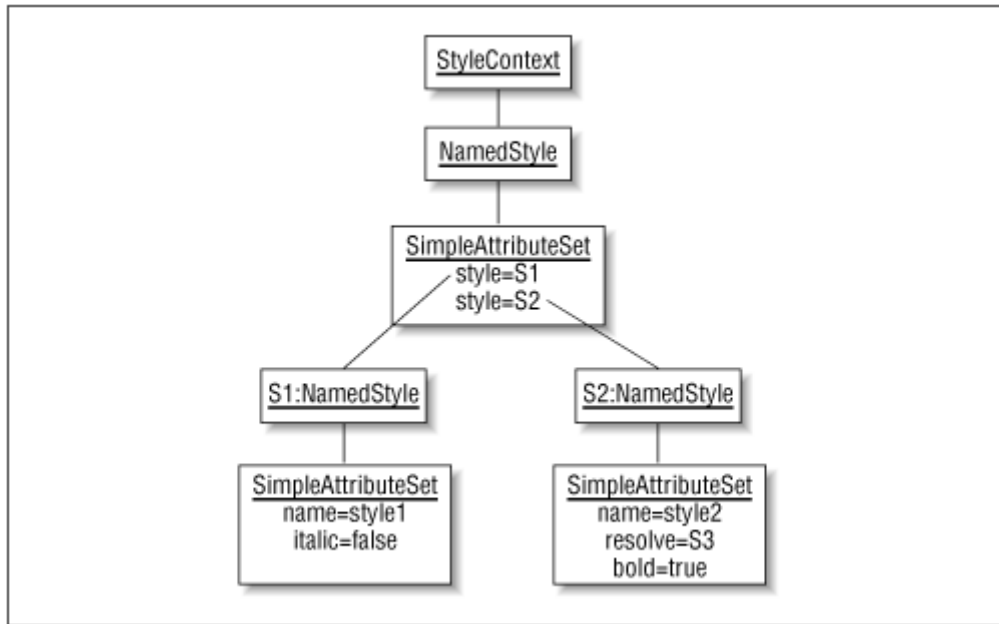 StyleContext
NamedStyle
SimpleAttributeSet
style=S1
style=S2
S1:NamedStyle
S2:NamedStyle
SimpleAttributeSet
name=style1
italic=false
SimpleAttributeSet
name=style2
resolve=S3
bold=true